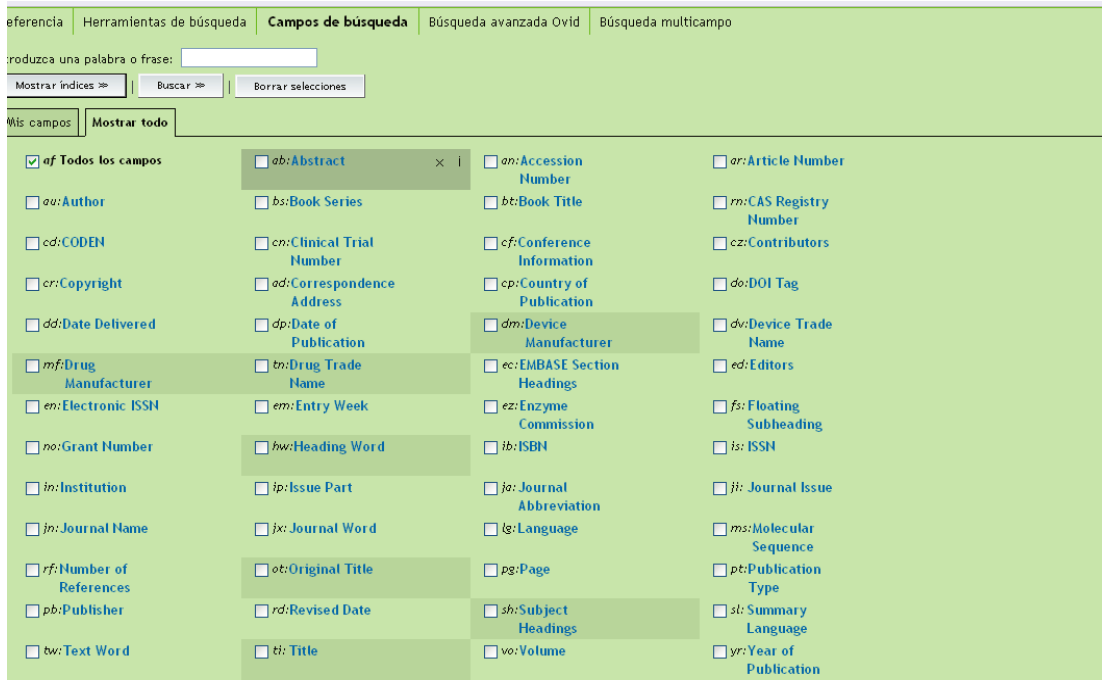 eferencia | Herramientas de búsqueda | Campos de búsqueda | Búsqueda avanzada Ovid | Búsqueda multicampo
troduzca una palabra o frase:
Mostrar índices >> | Buscar >> | Borrar selecciones
Mis campos Mostrar todo
af Todos los campos ab:Abstract × i an:Accession Number ar:Article Number
au:Author bs:Book Series bt:Book Title rn:CAS Registry Number
cd:CODEN cn:Clinical Trial Number cf:Conference Information cz:Contributors
cr:Copyright ad:Correspondence Address cp:Country of Publication do:DOI Tag
dd:Date Delivered dp:Date of Publication dm:Device Manufacturer dv:Device Trade Name
mf:Drug Manufacturer tn:Drug Trade Name ec:EMBASE Section Headings ed:Editors
en:Electronic ISSN em:Entry Week ez:Enzyme Commission fs:Floating Subheading
no:Grant Number hw:Heading Word ib:ISBN is:ISSN
in:Institution ip:Issue Part ja:Journal Abbreviation ji:Journal Issue
jn:Journal Name jx:Journal Word lg:Language ms:Molecular Sequence
rf:Number of References ot:Original Title pg:Page pt:Publication Type
pb:Publisher rd:Revised Date sh:Subject Headings sl:Summary Language
tw:Text Word ti:Title vo:Volume yr:Year of Publication